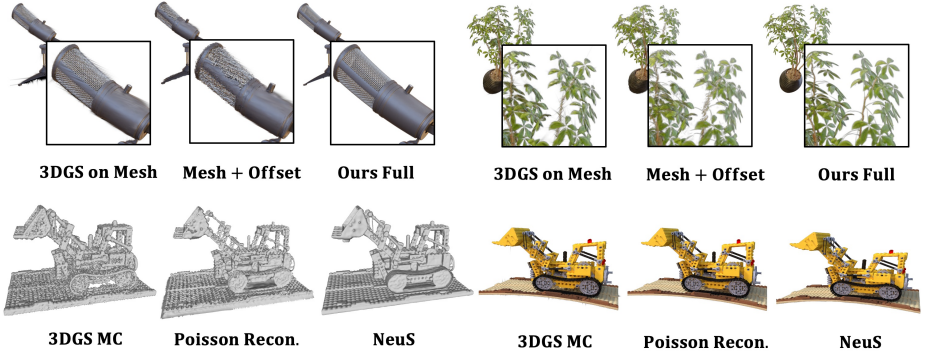 3DGS on Mesh Mesh + Offset Ours Full 3DGS on Mesh Mesh + Offset Ours Full
3DGS MC Poisson Recon. NeuS 3DGS MC Poisson Recon. NeuS